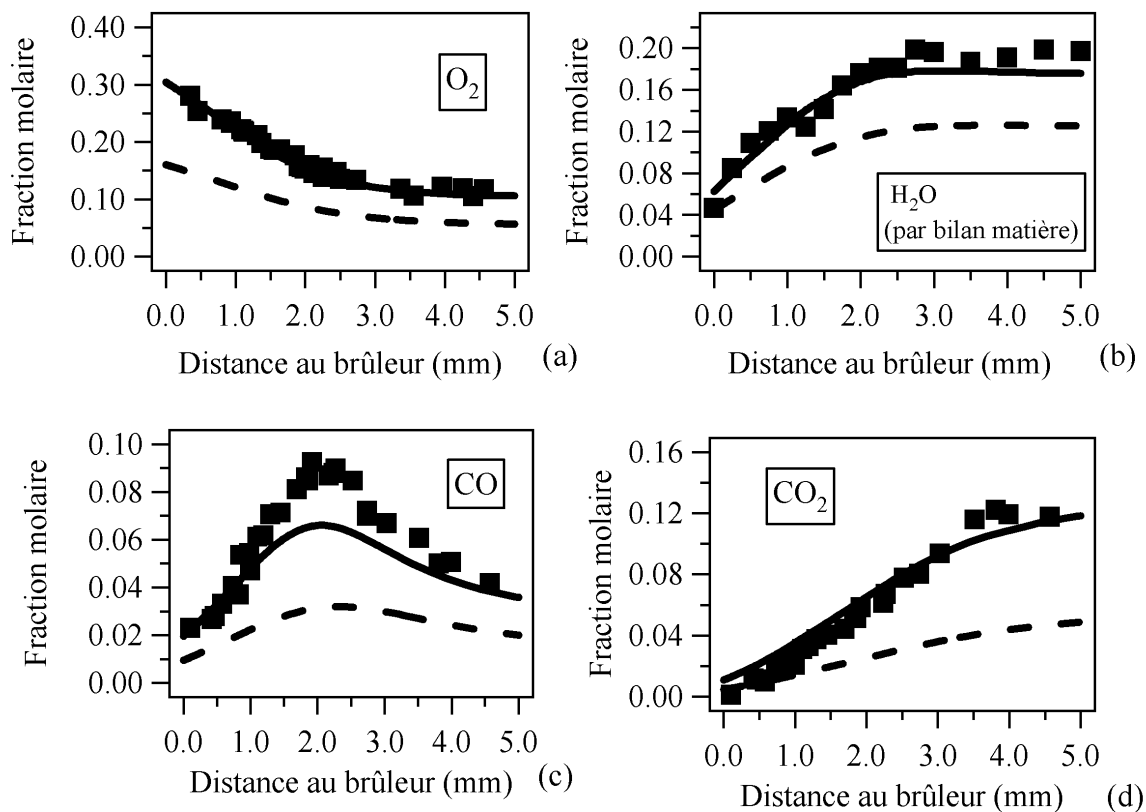 0.40
0.30
0.20
0.10
0.00
Fraction molaire
O2
0.0 1.0 2.0 3.0 4.0 5.0
Distance au brûleur (mm)
(a)
0.20
0.16
0.12
0.08
0.04
0.00
Fraction molaire
H2O
(par bilan matière)
0.0 1.0 2.0 3.0 4.0 5.0
Distance au brûleur (mm)
(b)
0.10
0.08
0.06
0.04
0.02
0.00
Fraction molaire
CO
0.0 1.0 2.0 3.0 4.0 5.0
Distance au brûleur (mm)
(c)
0.16
0.12
0.08
0.04
0.00
Fraction molaire
CO2
0.0 1.0 2.0 3.0 4.0 5.0
Distance au brûleur (mm)
(d)